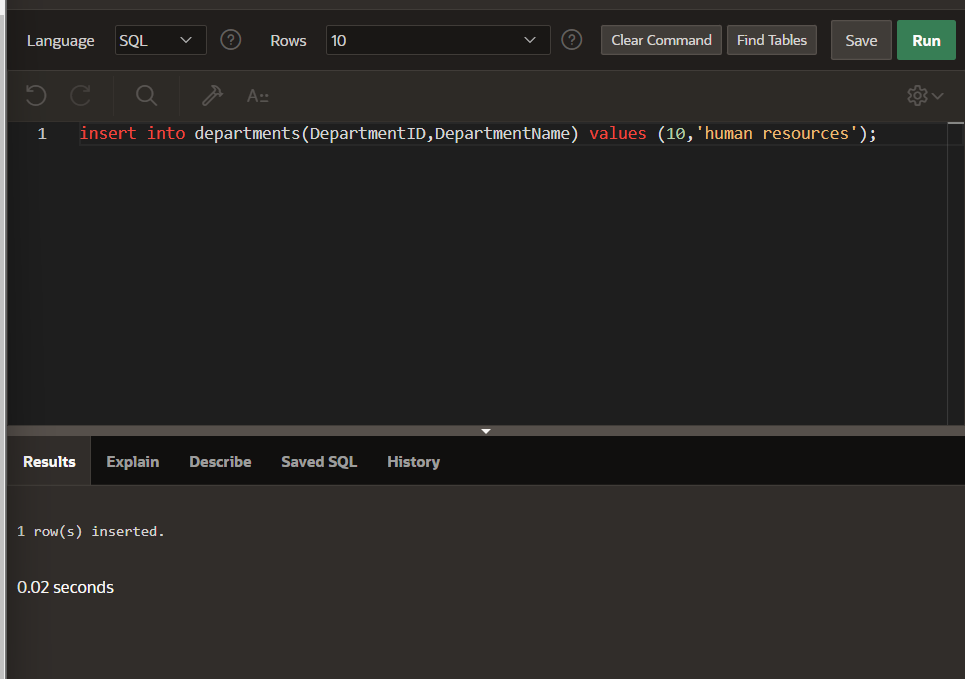 Language SQL Rows 10 Clear Command Find Tables Save Run
A::
1 insert into departments(DepartmentID,DepartmentName) values (10,'human resources');
Results Explain Describe Saved SQL History
1 row(s) inserted.
0.02 seconds